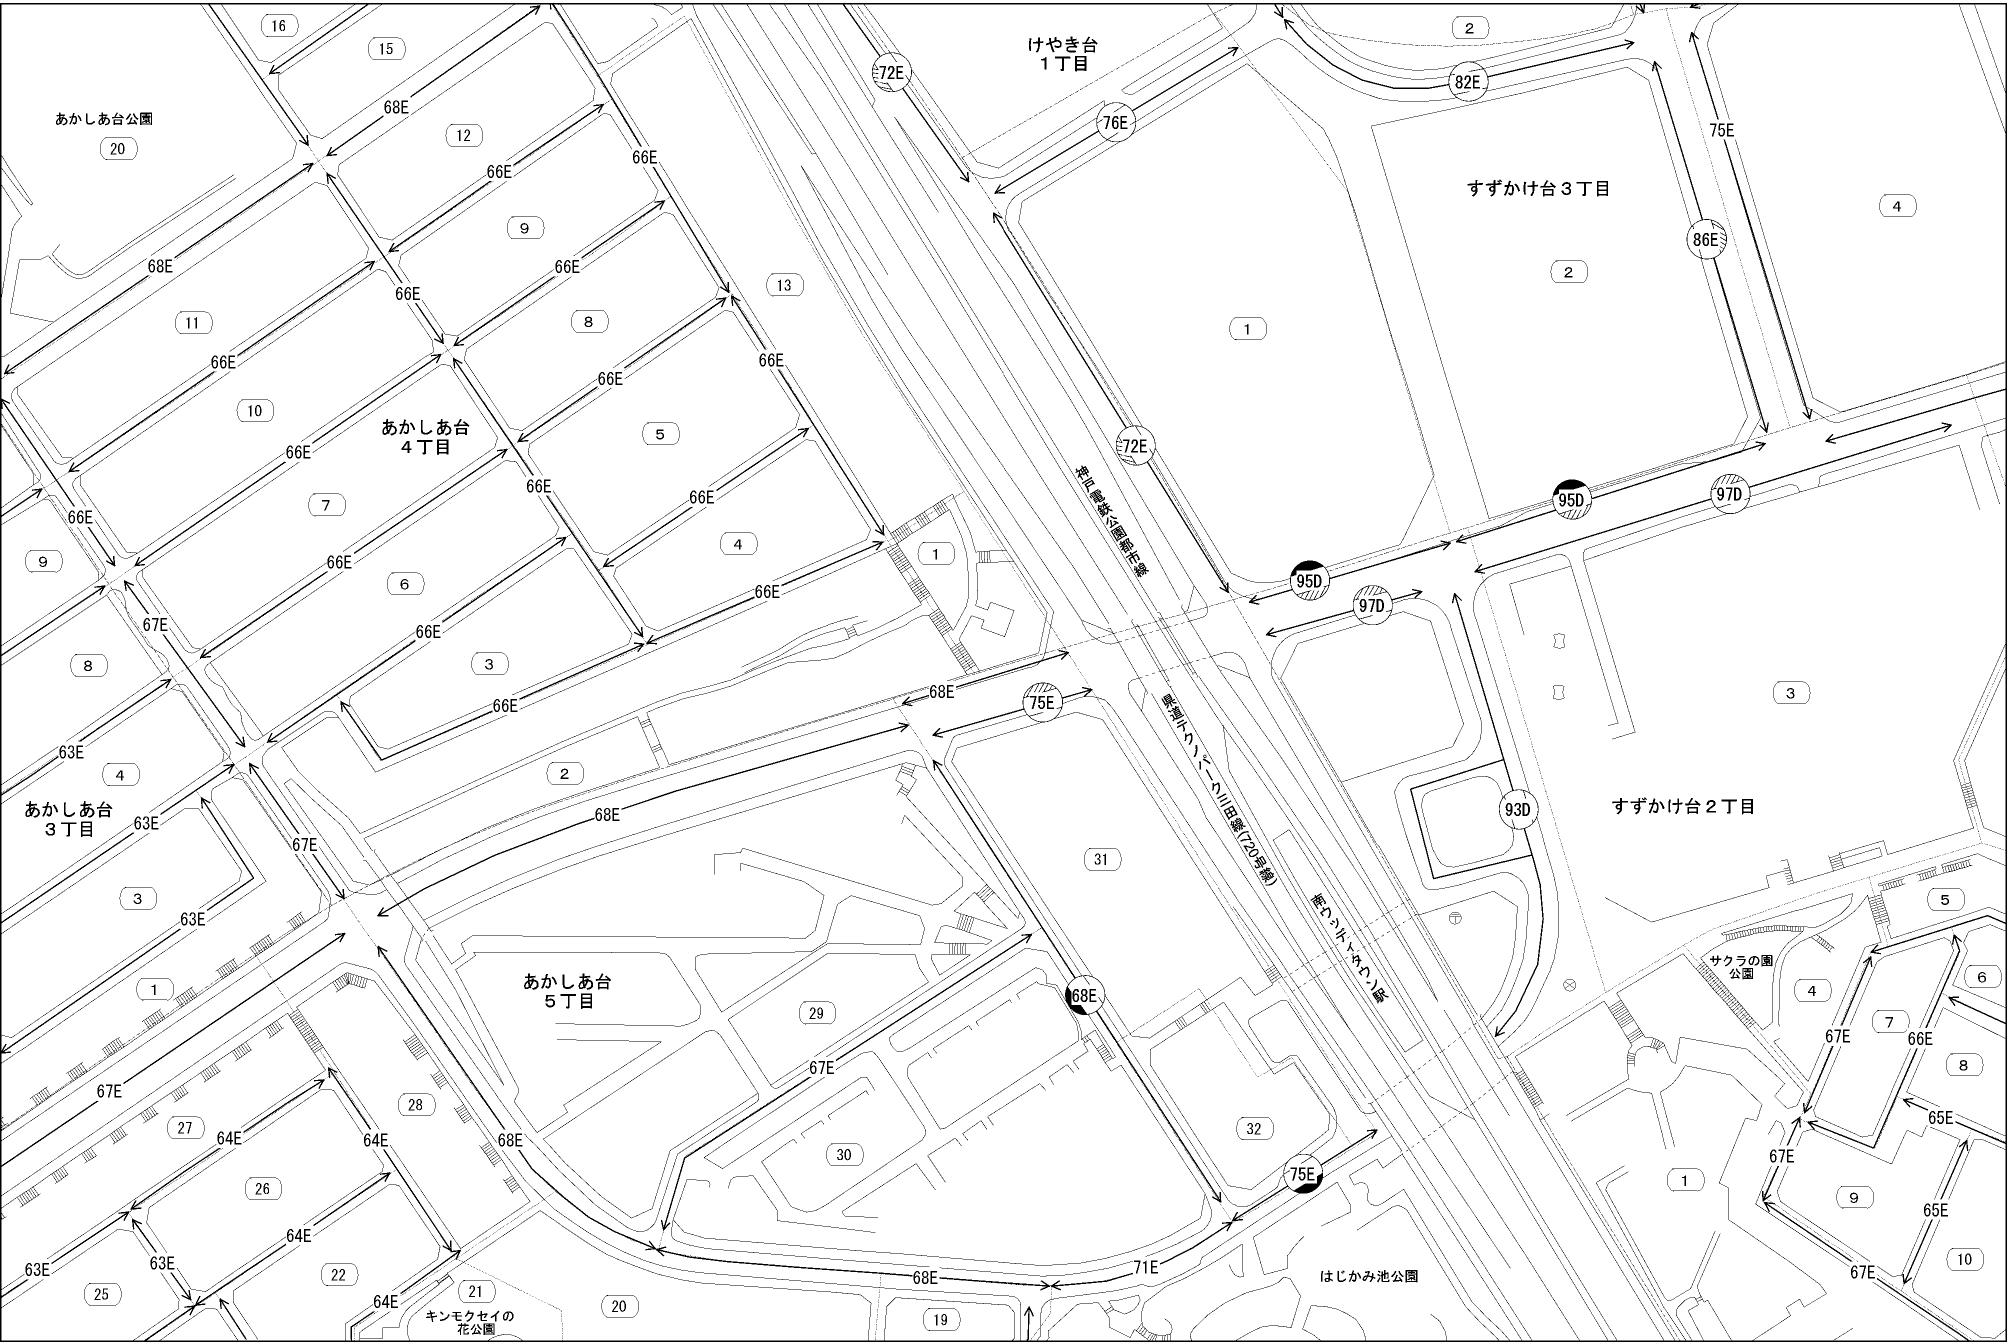 16
15
72E
けやき台
１丁目
2
82E
あかしあ台公園
20
68E
12
76E
75E
66E
66E
すずかけ台３丁目
4
9
68E
66E
66E
13
86E
2
11
8
1
66E
66E
66E
66E
10
あかしあ台
４丁目
5
72E
66E
7
66E
66E
神戸電鉄公園都市線
95D
97D
66E
9
66E
6
4
1
95D
97D
66E
67E
66E
8
3
66E
68E
75E
県道テクノパーク三田線(720号線)
3
63E
4
2
あかしあ台
３丁目
63E
68E
93D
すずかけ台２丁目
67E
31
3
63E
南ウッディタウン駅
5
サクラの園
公園
1
あかしあ台
５丁目
68E
4
6
29
7
67E
66E
67E
67E
8
28
27
64E
64E
68E
30
32
65E
67E
75E
1
26
9
65E
63E
63E
64E
68E
71E
67E
10
25
22
21
64E
キンモクセイの
花公園
20
19
はじかみ池公園